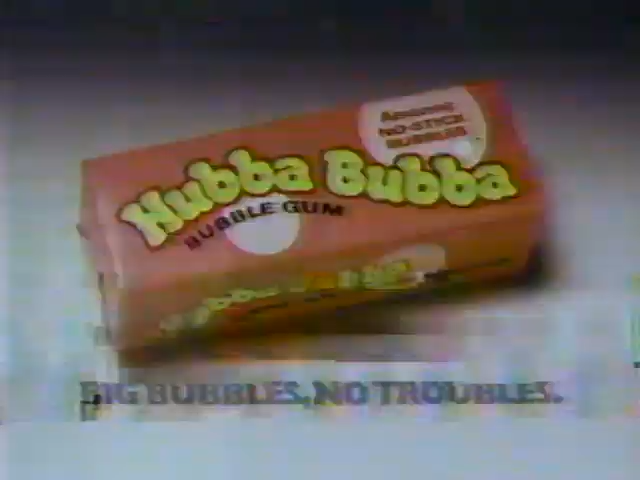 Amazing
NO-STICK
BUBBLES
Hubba Bubba
BUBBLE GUM
BIG BUBBLES, NO TROUBLES.